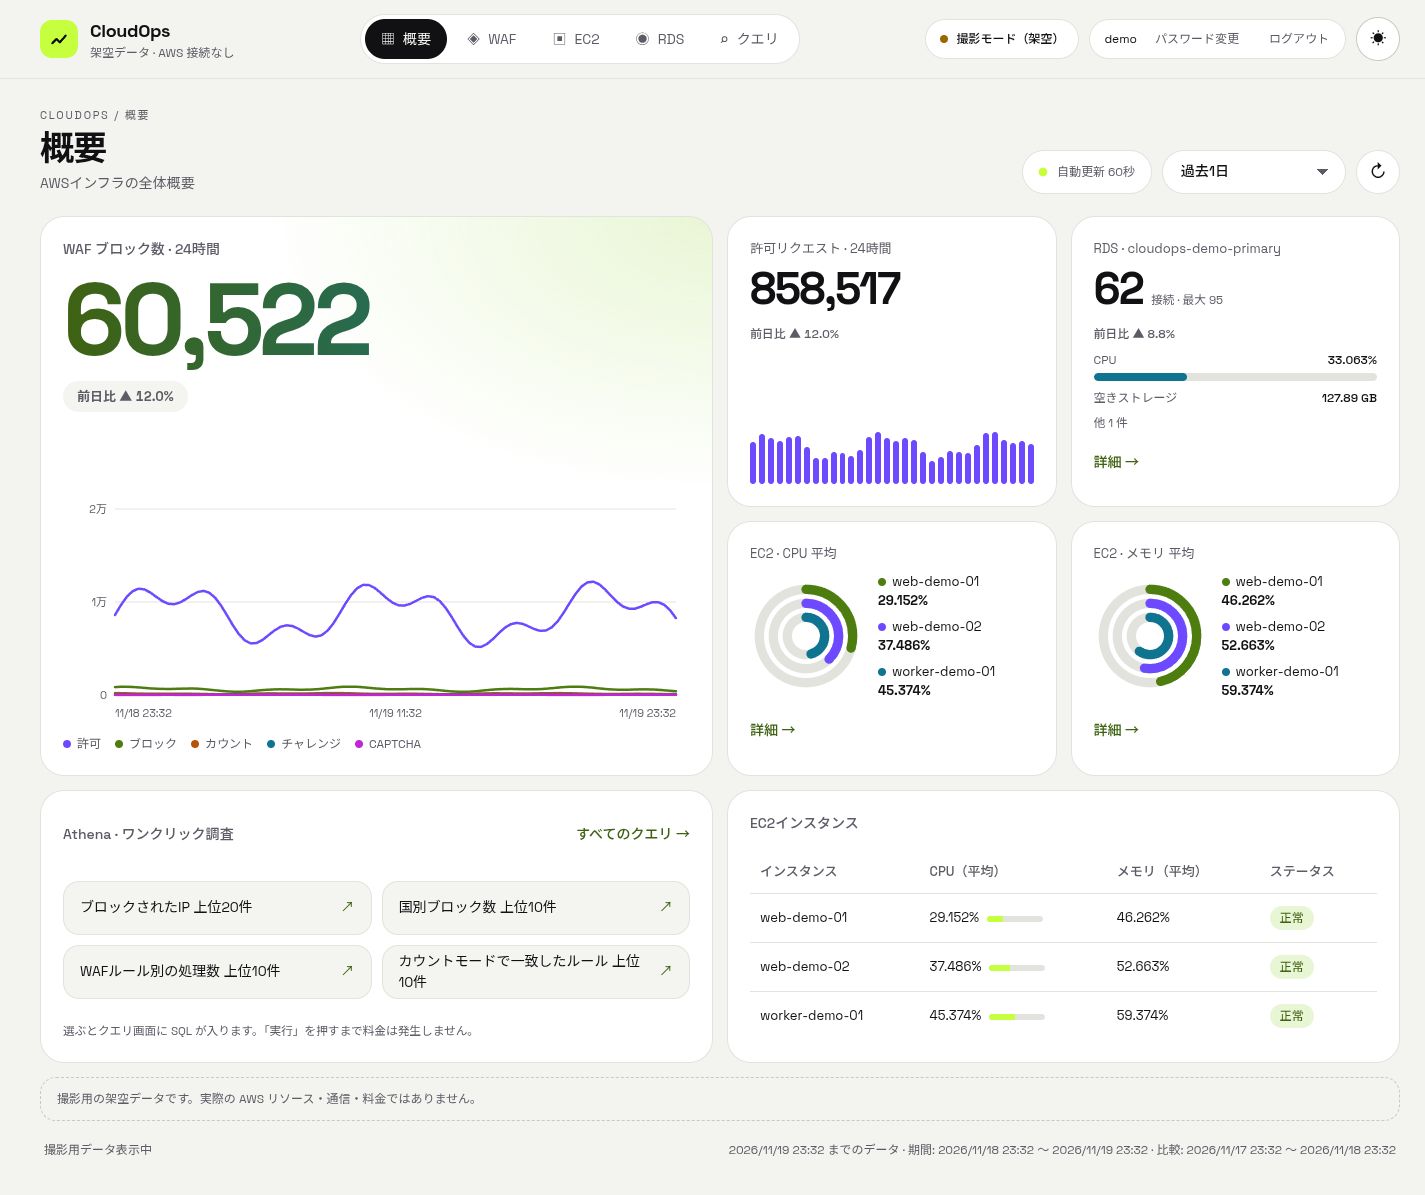 CloudOps
架空データ · AWS 接続なし
概要
WAF
EC2
RDS
クエリ
撮影モード（架空）
demo
パスワード変更
ログアウト
CLOUDOPS / 概要
概要
AWSインフラの全体概要
自動更新 60秒
過去1日
WAF ブロック数 · 24時間
60,522
前日比 ▲ 12.0%
2万
1万
0
11/18 23:32
11/19 11:32
11/19 23:32
許可
ブロック
カウント
チャレンジ
CAPTCHA
許可リクエスト · 24時間
858,517
前日比 ▲ 12.0%
RDS · cloudops-demo-primary
62 接続 · 最大 95
前日比 ▲ 8.8%
CPU 33.063%
空きストレージ 127.89 GB
他 1 件
詳細 →
EC2 · CPU 平均
web-demo-01
29.152%
web-demo-02
37.486%
worker-demo-01
45.374%
詳細 →
EC2 · メモリ 平均
web-demo-01
46.262%
web-demo-02
52.663%
worker-demo-01
59.374%
詳細 →
Athena · ワンクリック調査
すべてのクエリ →
ブロックされたIP 上位20件 ↗
国別ブロック数 上位10件 ↗
WAFルール別の処理数 上位10件 ↗
カウントモードで一致したルール 上位
10件 ↗
選ぶとクエリ画面に SQL が入ります。「実行」を押すまで料金は発生しません。
EC2インスタンス
インスタンス CPU（平均） メモリ（平均） ステータス
web-demo-01 29.152% 46.262% 正常
web-demo-02 37.486% 52.663% 正常
worker-demo-01 45.374% 59.374% 正常
撮影用の架空データです。実際の AWS リソース・通信・料金ではありません。
撮影用データ表示中
2026/11/19 23:32 までのデータ · 期間: 2026/11/18 23:32 〜 2026/11/19 23:32 · 比較: 2026/11/17 23:32 〜 2026/11/18 23:32